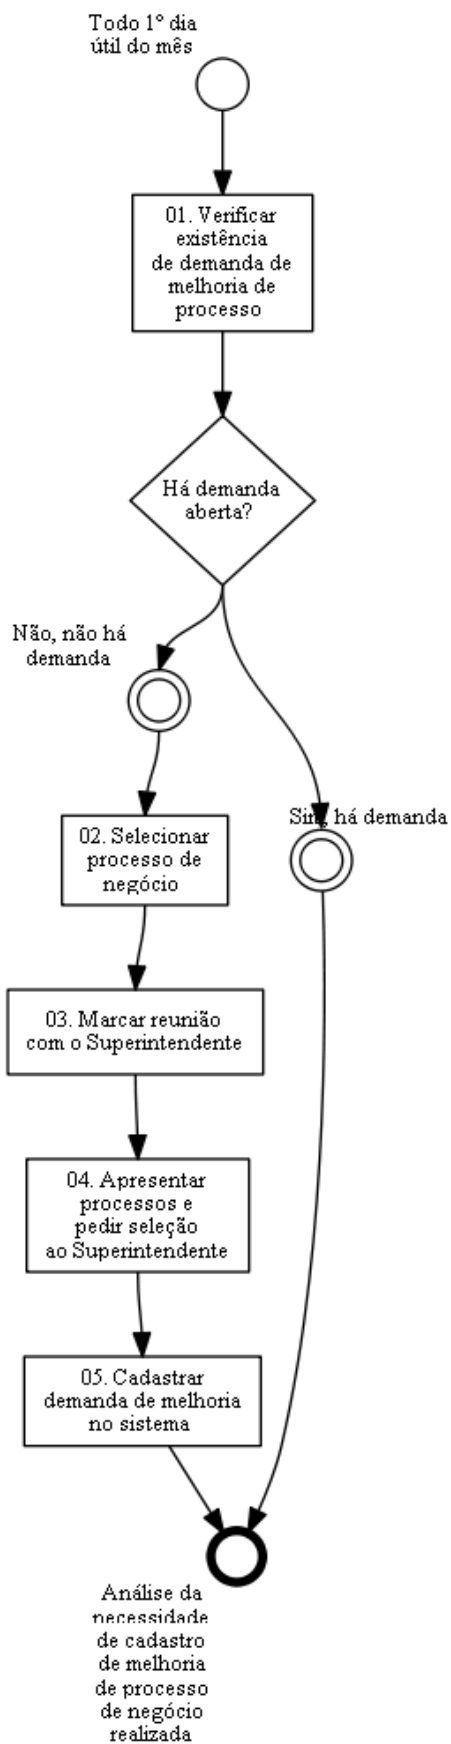 Todo 1º dia
útil do mês
01. Verificar
existência
de demanda de
melhoria de
processo
Há demanda
aberta?
Não, não há
demanda
Sim, há demanda
02. Selecionar
processo de
negócio
03. Marcar reunião
com o Superintendente
04. Apresentar
processos e
pedir seleção
ao Superintendente
05. Cadastrar
demanda de melhoria
no sistema
Análise da
necessidade
de cadastro
de melhoria
de processo
de negócio
realizada